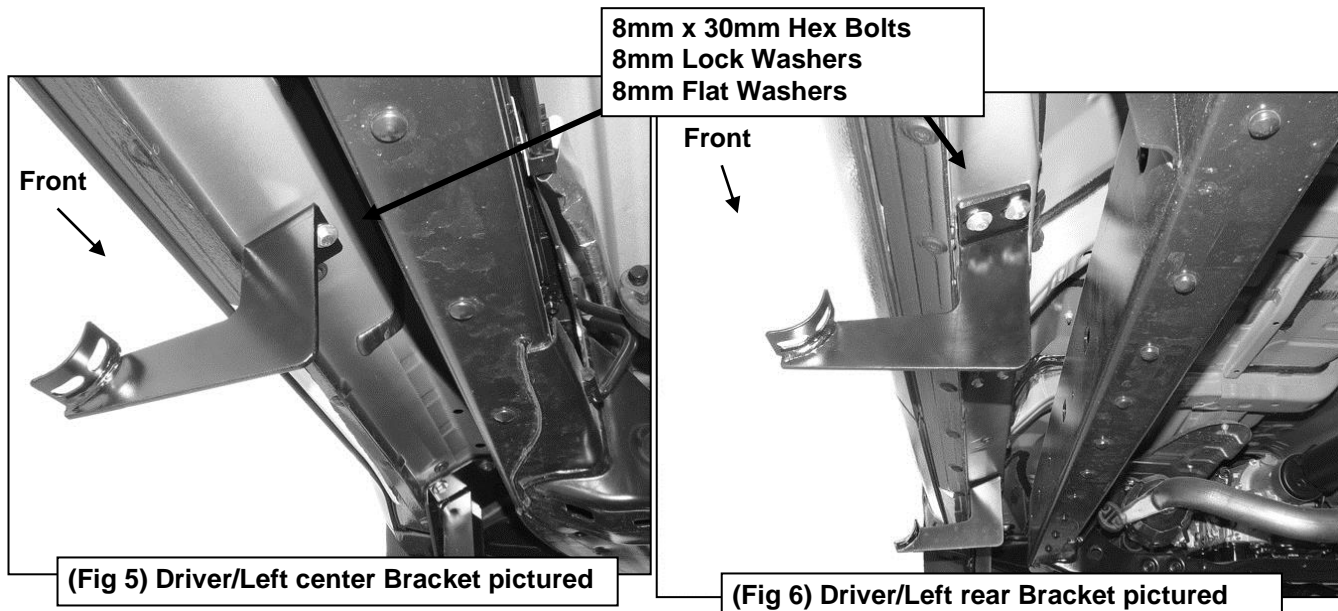 8mm x 30mm Hex Bolts
8mm Lock Washers
8mm Flat Washers
Front
Front
(Fig 5) Driver/Left center Bracket pictured
(Fig 6) Driver/Left rear Bracket pictured